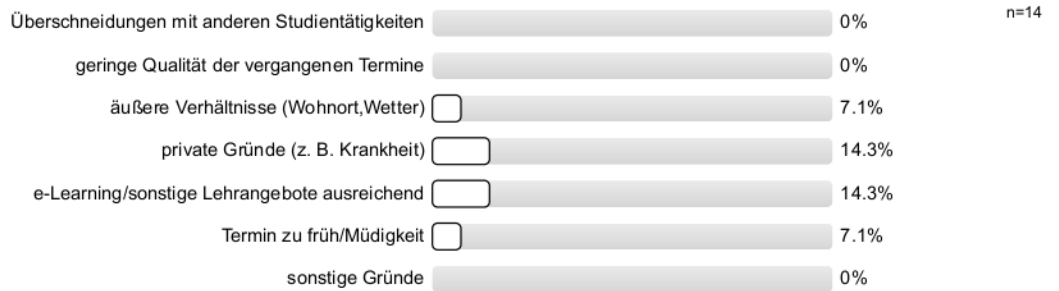 Überschneidungen mit anderen Studientätigkeiten 0% n=14
geringe Qualität der vergangenen Termine 0%
äußere Verhältnisse (Wohnort,Wetter) 7.1%
private Gründe (z. B. Krankheit) 14.3%
e-Learning/sonstige Lehrangebote ausreichend 14.3%
Termin zu früh/Müdigkeit 7.1%
sonstige Gründe 0%